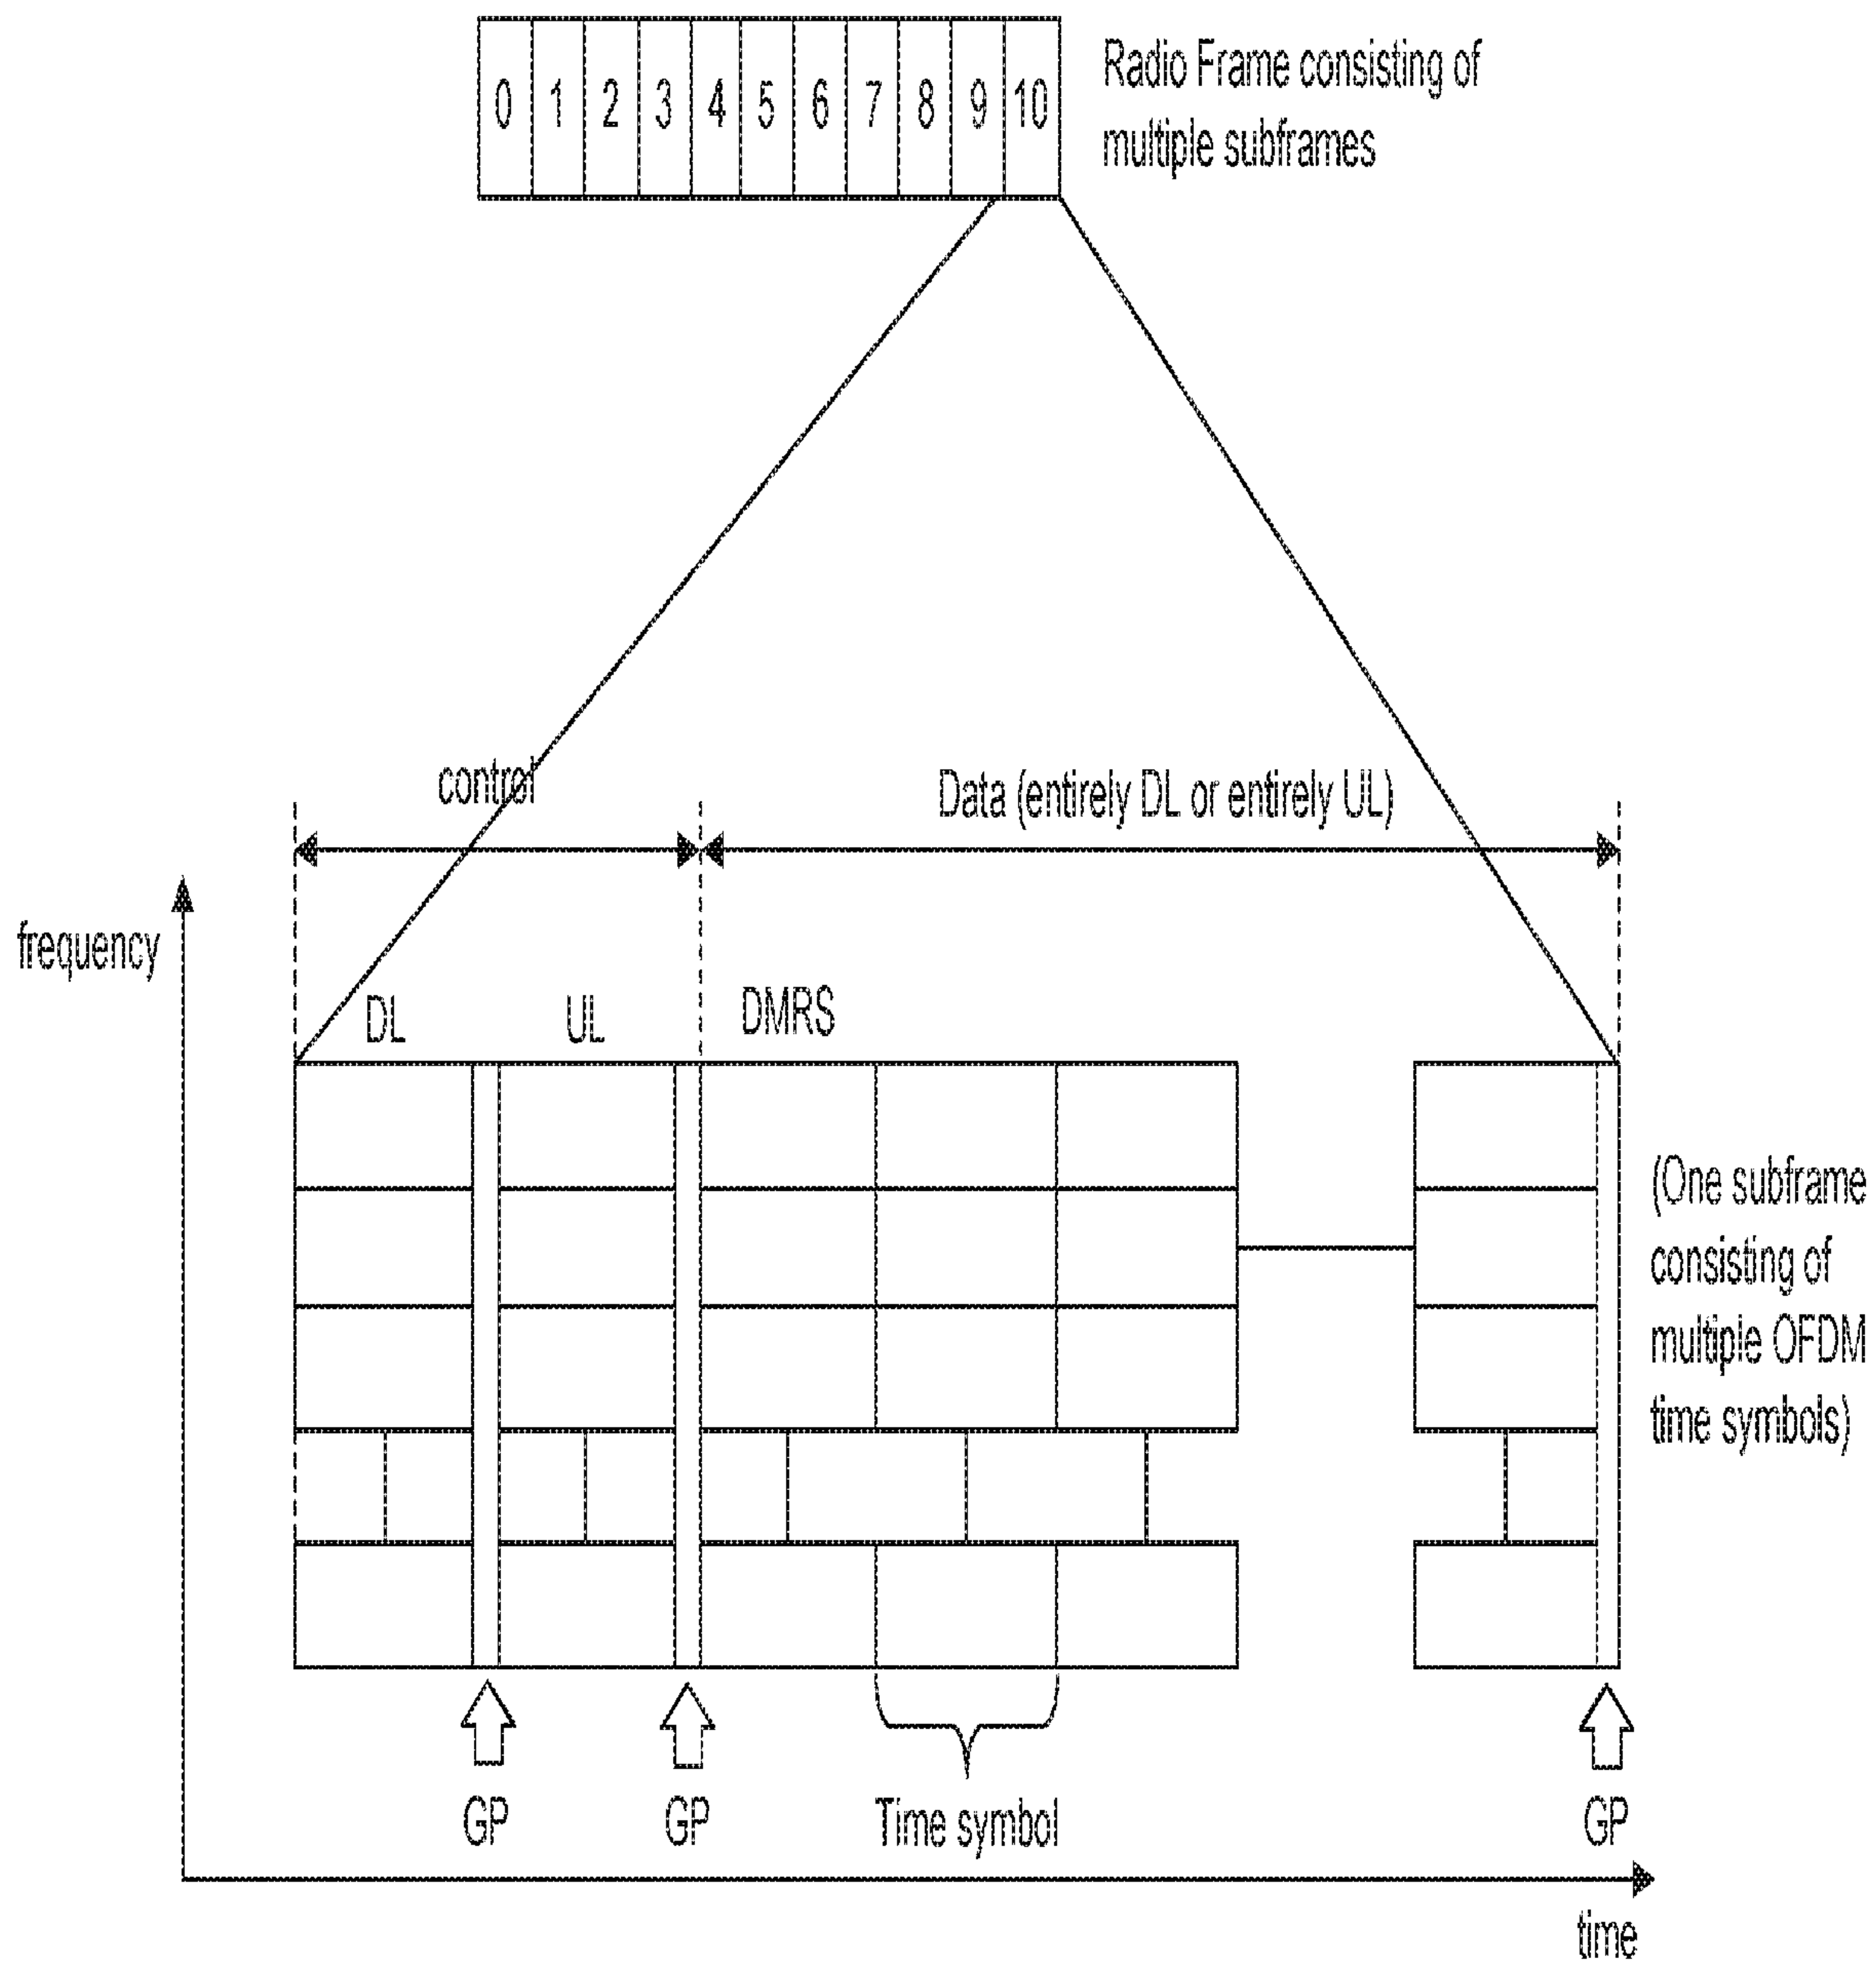 0 1 2 3 4 5 6 7 8 9 10
Radio Frame consisting of
multiple subframes
control
Data (entirely DL or entirely UL)
frequency
DL
UL
DMRS
(One subframe
consisting of
multiple OFDM
time symbols)
GP
GP
Time symbol
GP
time